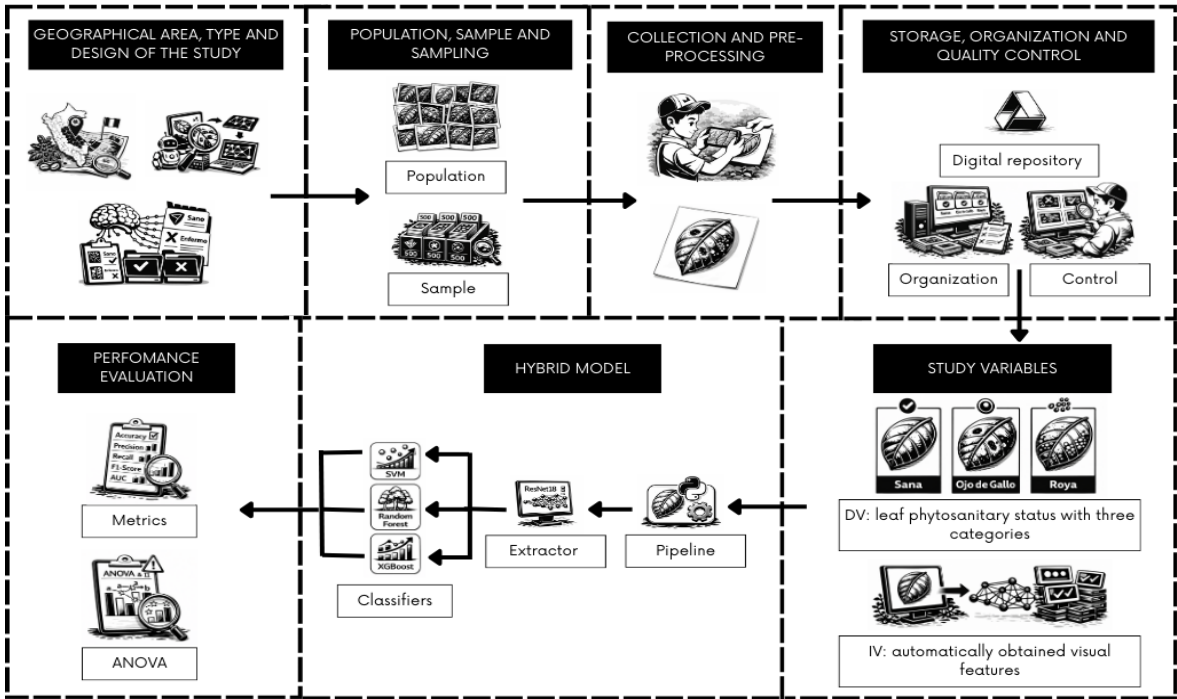 GEOGRAPHICAL AREA, TYPE AND
DESIGN OF THE STUDY
Sano
Enfermo
Sano
POPULATION, SAMPLE AND
SAMPLING
Population
500 500 500
500 500
Sample
COLLECTION AND PRE-
PROCESSING
STORAGE, ORGANIZATION AND
QUALITY CONTROL
Digital repository
Organization
Control
STUDY VARIABLES
Sana
Ojo de Gallo
Roya
DV: leaf phytosanitary status with three
categories
IV: automatically obtained visual
features
HYBRID MODEL
Pipeline
ResNet18
Extractor
SVM
Random
Forest
XGBoost
Classifiers
PERFOMANCE
EVALUATION
Accuracy
Precision
Recall
F1-Score
AUC
Metrics
ANOVA
ANOVA